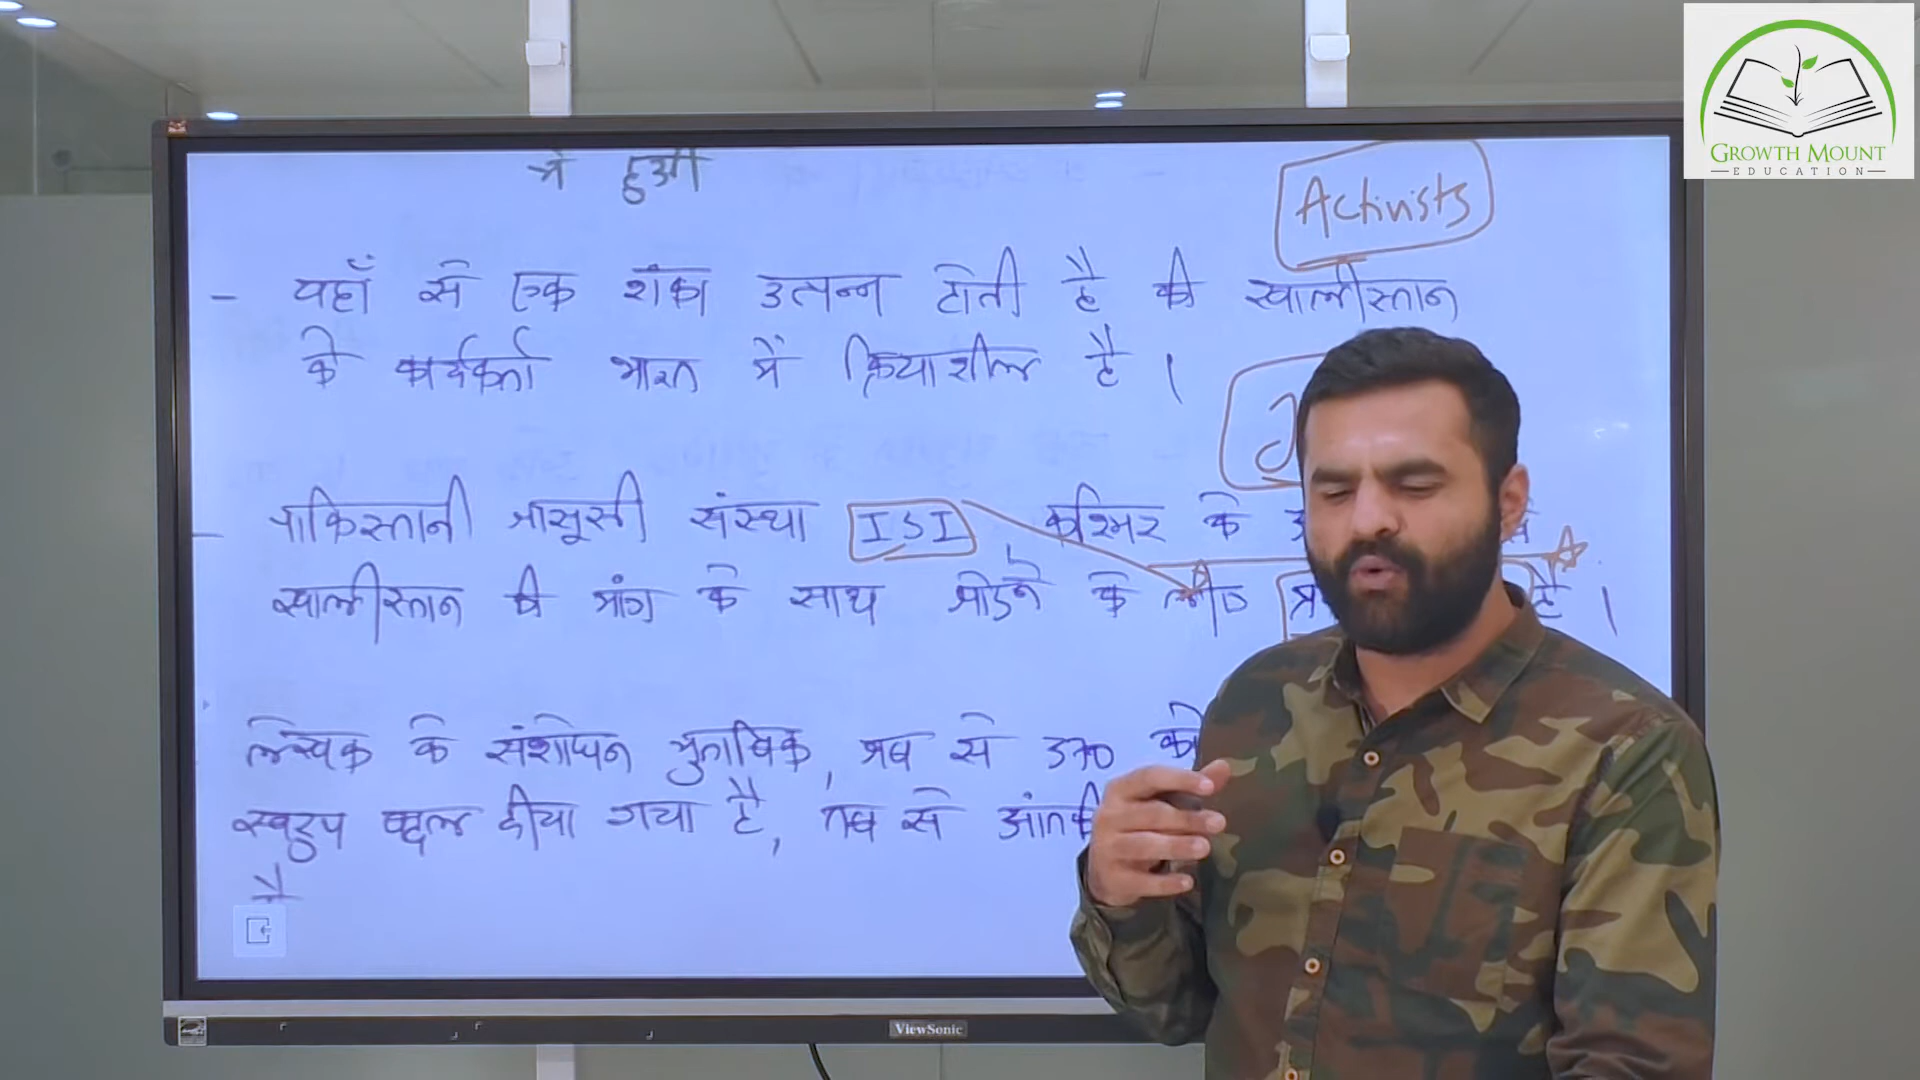 में हुआ
Activists
- यहाँ से एक शंका उत्पन्न होती है की खालीस्तान
के कार्यकर्ता भारत में क्रियाशील है ।
- पाकिस्तानी जासूसी संस्था ISI कश्मिर के
खालीस्तान की मांग के साथ जोडने के लीए है ।
लेखक के संशोधन मुताबिक, जब से 370 को
स्वरुप बदल दीया गया है, तब से
है
GROWTH MOUNT
EDUCATION
ViewSonic